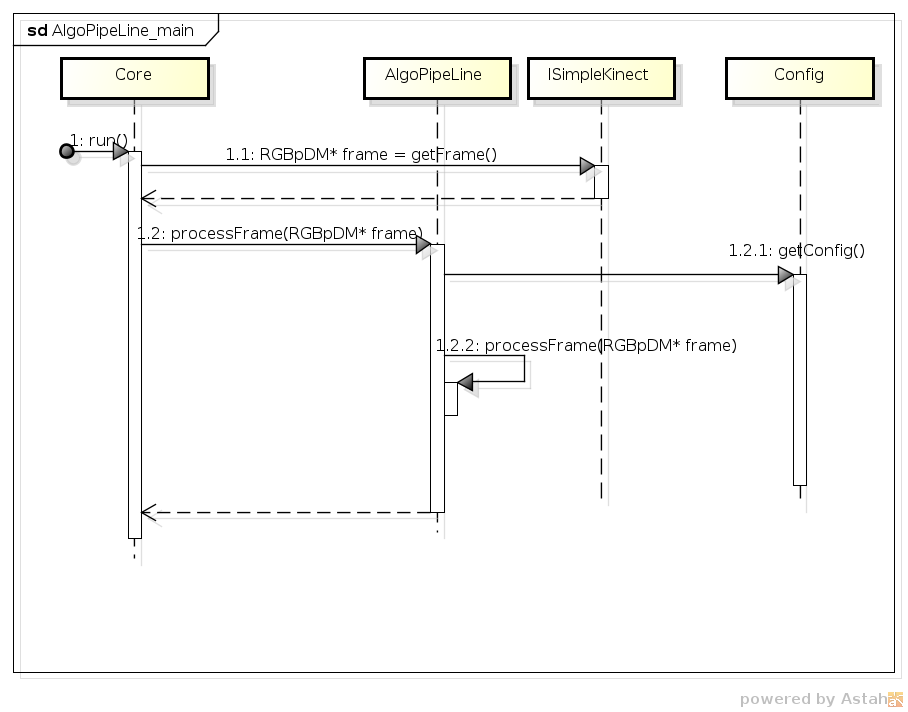 sd AlgoPipeLine_main
Core
AlgoPipeLine
ISimpleKinect
Config
1: run()
1.1: RGBpDM* frame = getFrame()
1.2: processFrame(RGBpDM* frame)
1.2.1: getConfig()
1.2.2: processFrame(RGBpDM* frame)
powered by Astah